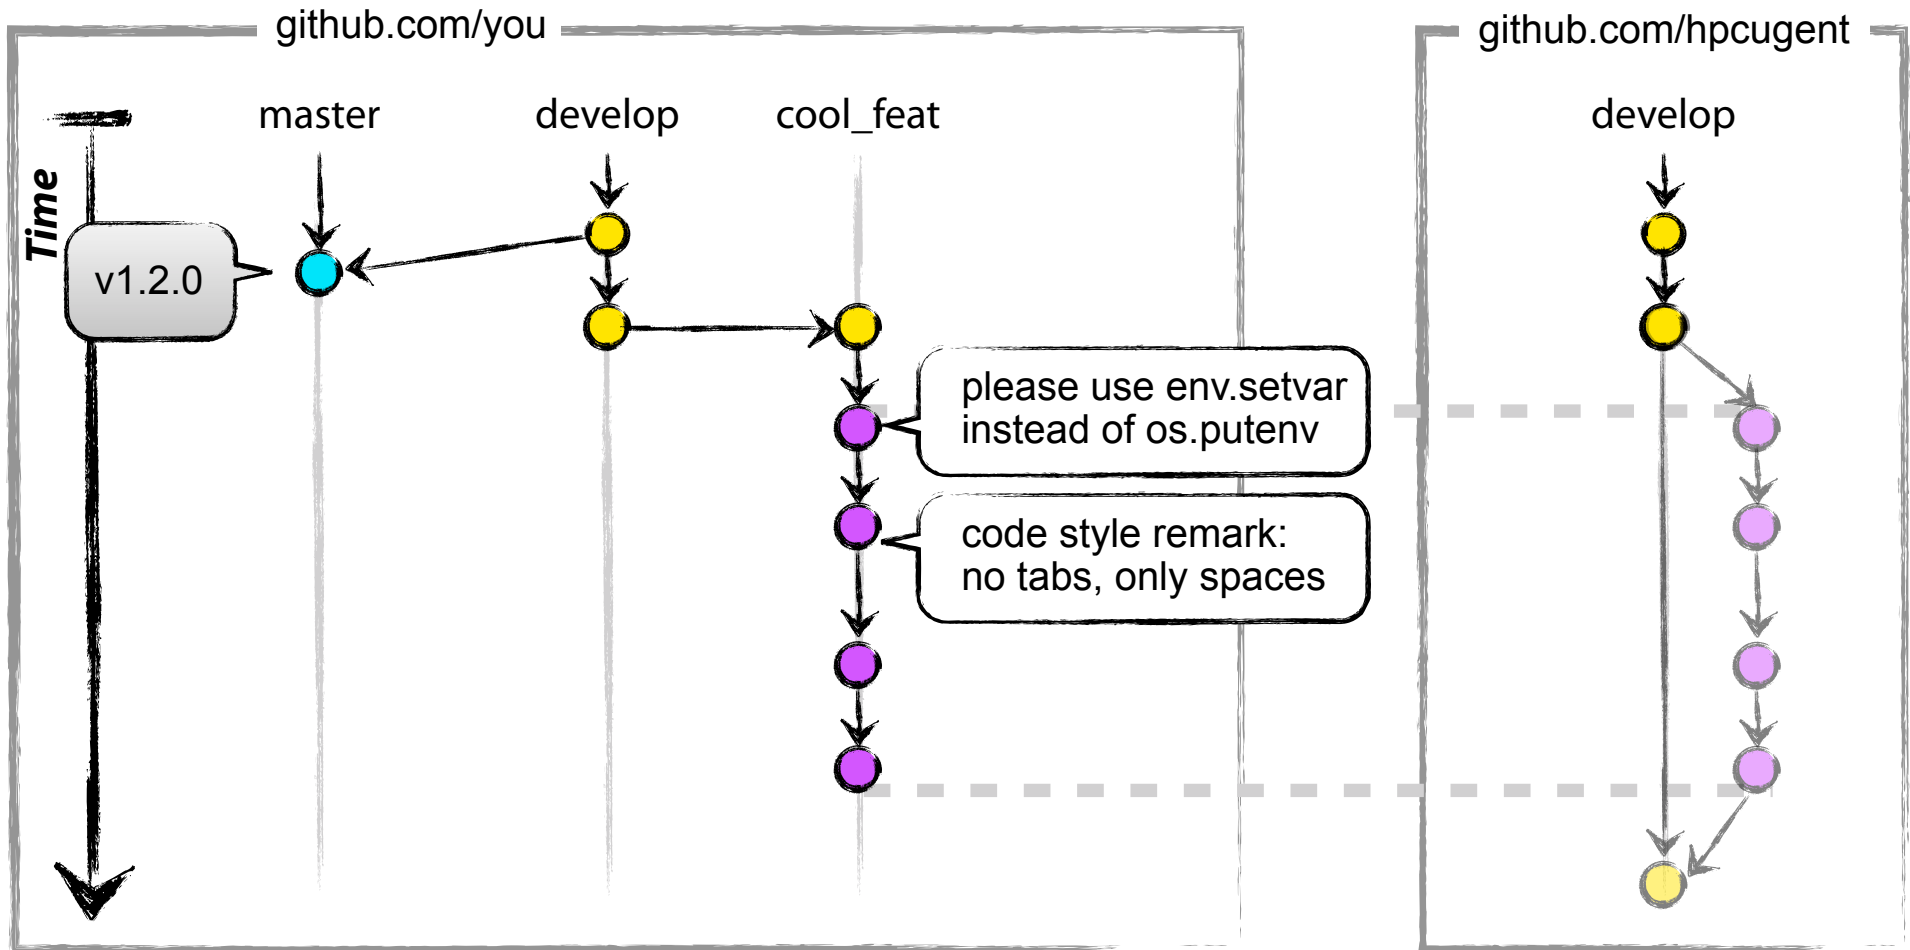 github.com/you
github.com/hpcugent
master
develop
cool_feat
develop
Time
v1.2.0
please use env.setvar
instead of os.putenv
code style remark:
no tabs, only spaces